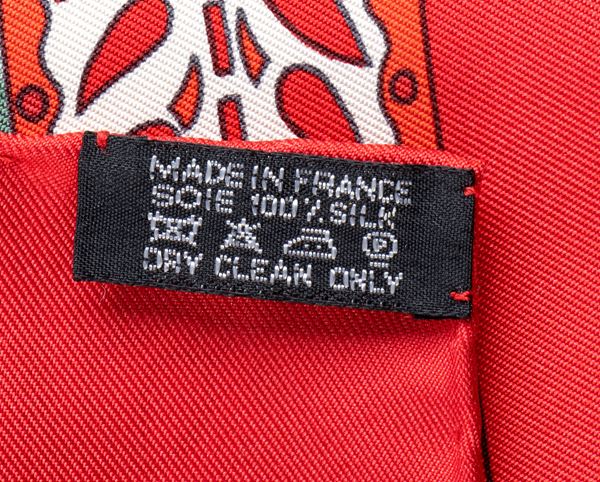 MADE IN FRANCE
SOIE 100% SILK
P
DRY CLEAN ONLY